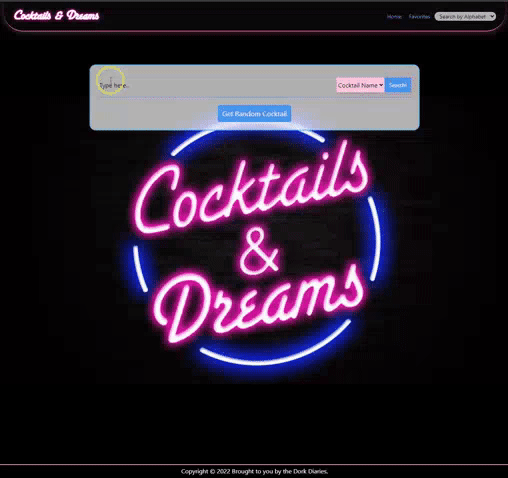 Cocktails & Dreams
Home Favorites Search by Alphabet
Type here..
Cocktail Name Search
Get Random Cocktail
Cocktails
&
Dreams
Copyright © 2022 Brought to you by the Dork Diaries.